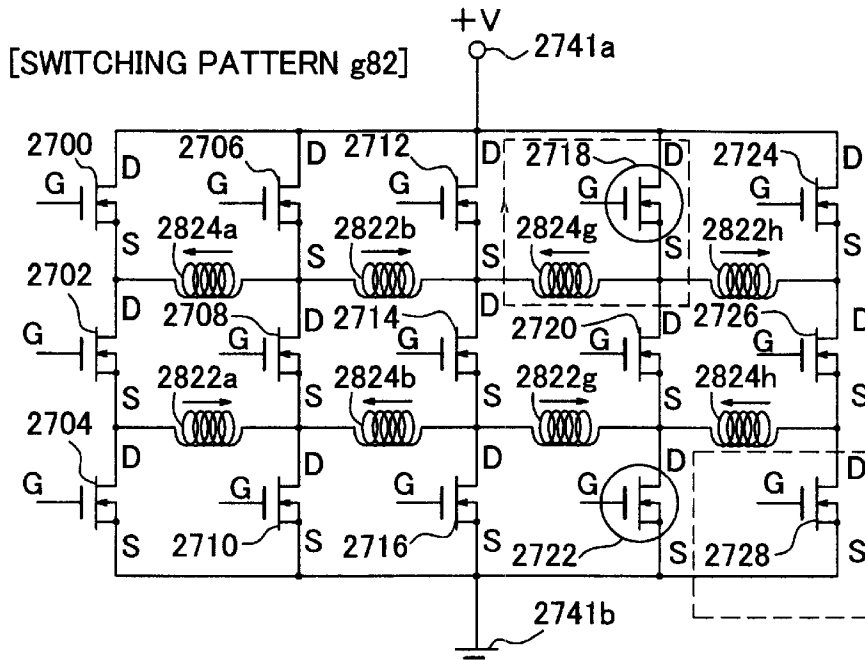 +V
2741a
[SWITCHING PATTERN g82]
2700 D 2706 D 2712 D 2718 D 2724 D
G G G G G
S S S S S
2824a 2822b 2824g 2822h
2702 D 2708 D 2714 D 2720 D 2726 D
G G G G G
S S S S S
2822a 2824b 2822g 2824h
2704 D D D D D
G G G G G
S 2710 S 2716 S 2722 S 2728 S
2741b